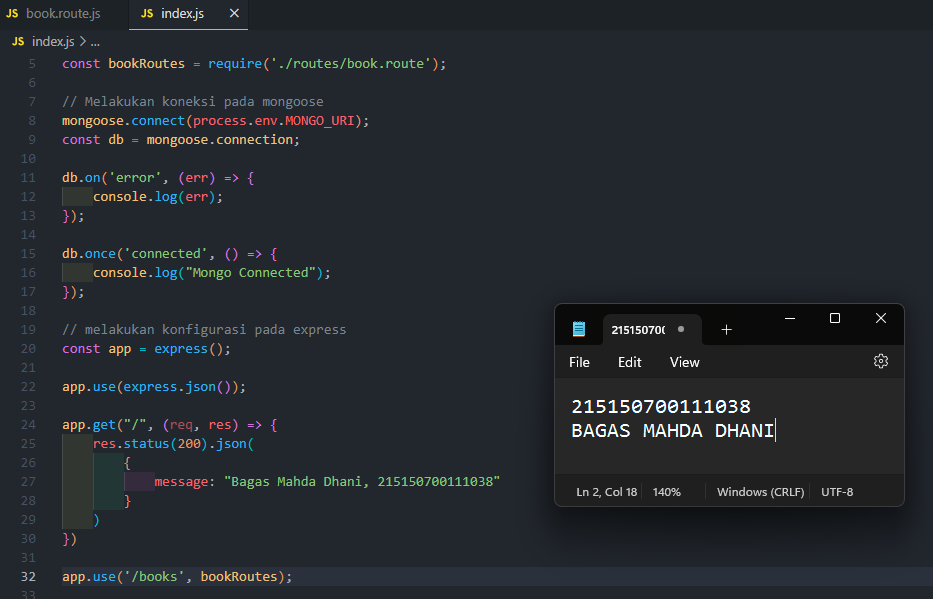 JS book.route.js
JS index.js
JS index.js > ...
5 const bookRoutes = require('./routes/book.route');
6
7 // Melakukan koneksi pada mongoose
8 mongoose.connect(process.env.MONGO_URI);
9 const db = mongoose.connection;
10
11 db.on('error', (err) => {
12     console.log(err);
13 });
14
15 db.once('connected', () => {
16     console.log("Mongo Connected");
17 });
18
19 // melakukan konfigurasi pada express
20 const app = express();
21
22 app.use(express.json());
23
24 app.get("/", (req, res) => {
25     res.status(200).json(
26         {
27             message: "Bagas Mahda Dhani, 215150700111038"
28         }
29     )
30 })
31
32 app.use('/books', bookRoutes);
33
21515070(
File Edit View
215150700111038
BAGAS MAHDA DHANI
Ln 2, Col 18 140% Windows (CRLF) UTF-8